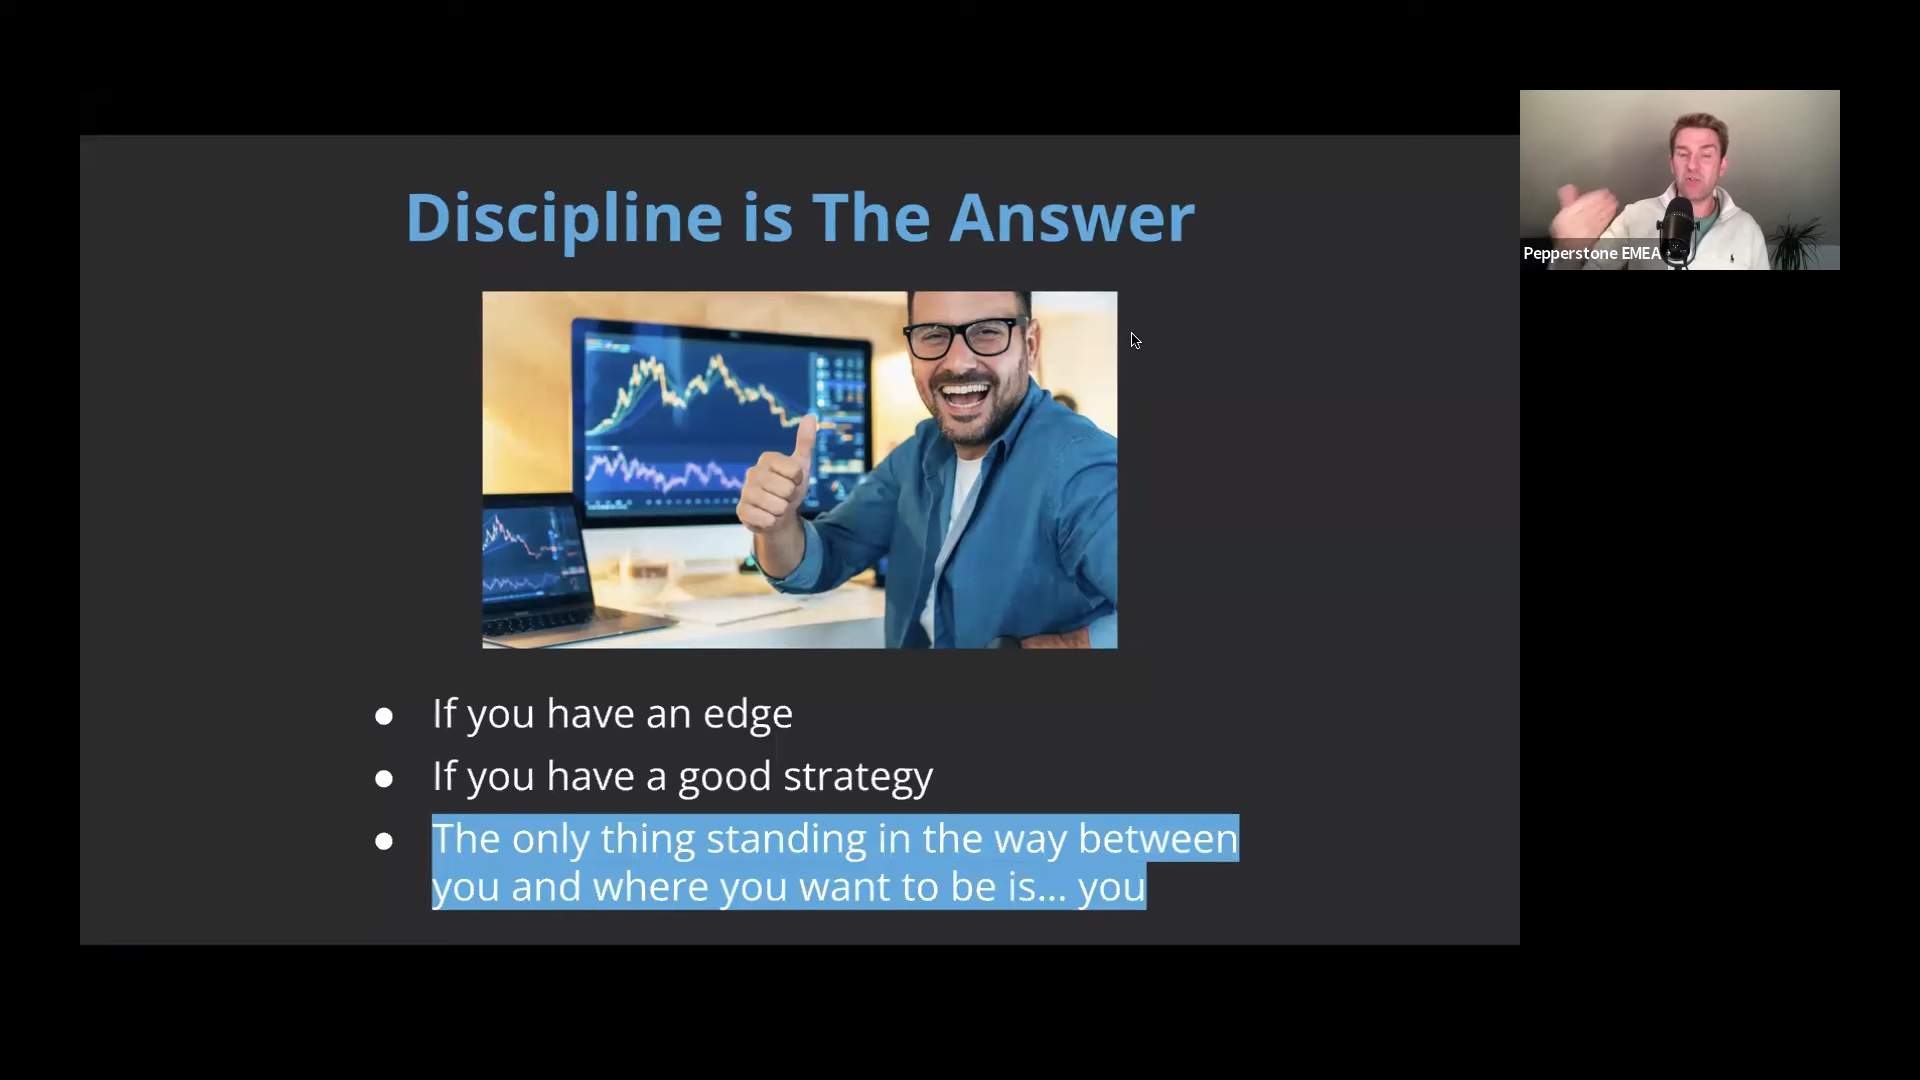 Discipline is The Answer
Pepperstone EMEA
● If you have an edge
● If you have a good strategy
● The only thing standing in the way between
you and where you want to be is... you